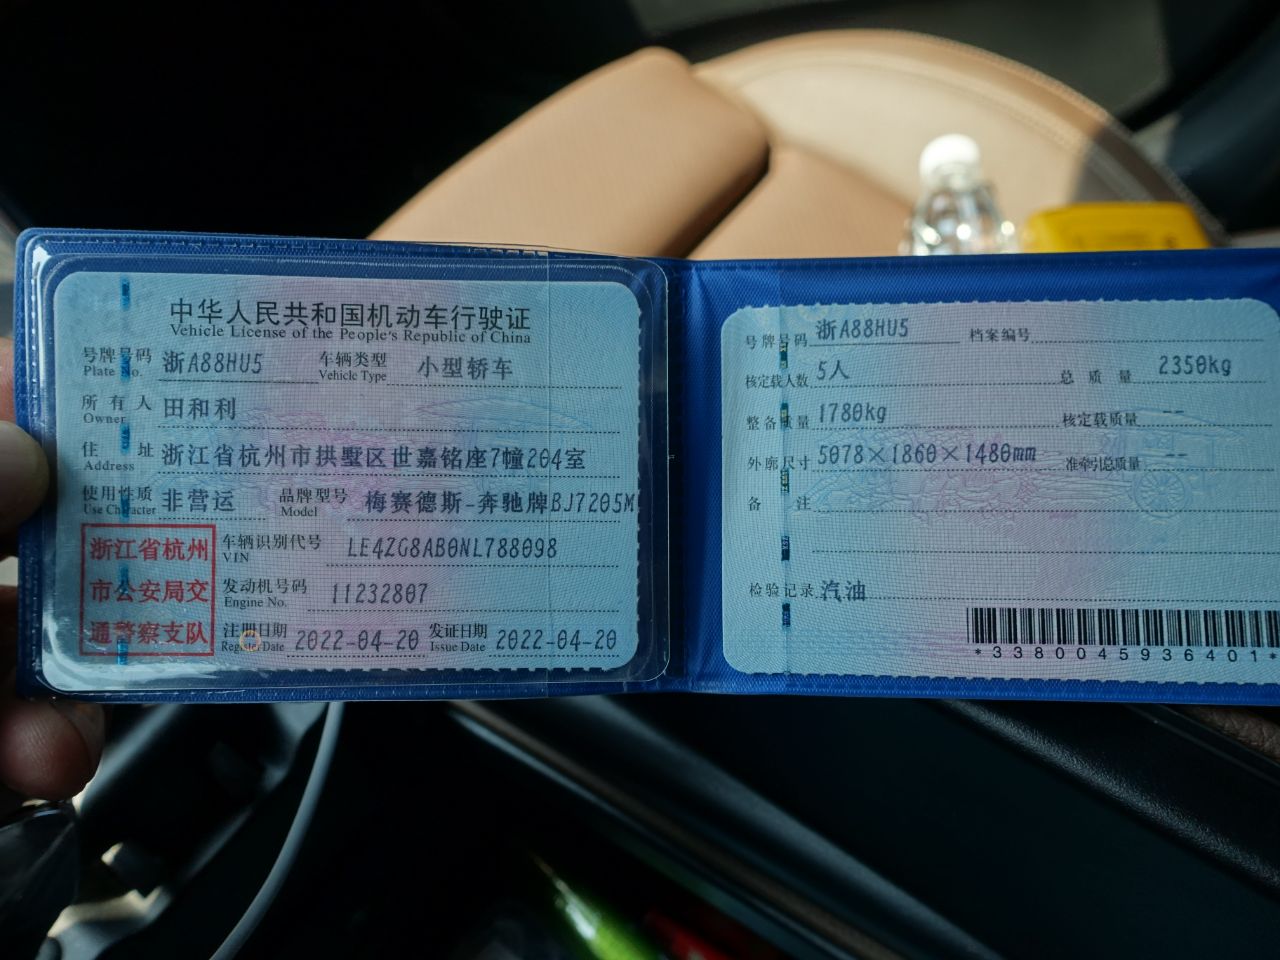 中华人民共和国机动车行驶证
Vehicle License of the People's Republic of China
号牌号码 浙A88HU5 车辆类型 小型轿车
Plate No. Vehicle Type
所有人 田和利
Owner
住址 浙江省杭州市拱墅区世嘉铭座7幢204室
Address
使用性质 非营运 品牌型号 梅赛德斯-奔驰牌BJ7205M
Use Character Model
浙江省杭州
市公安局交
通警察支队
车辆识别代号 LE4ZG8AB0NL788098
VIN
发动机号码 11232807
Engine No.
注册日期 2022-04-20 发证日期 2022-04-20
Register Date Issue Date
号牌号码 浙A88HU5 档案编号
核定载人数 5人 总质量 2350kg
整备质量 1780kg 核定载质量 --
外廓尺寸 5078×1860×1480mm 准牵引总质量 --
备注
检验记录 汽油
*3380045936401*